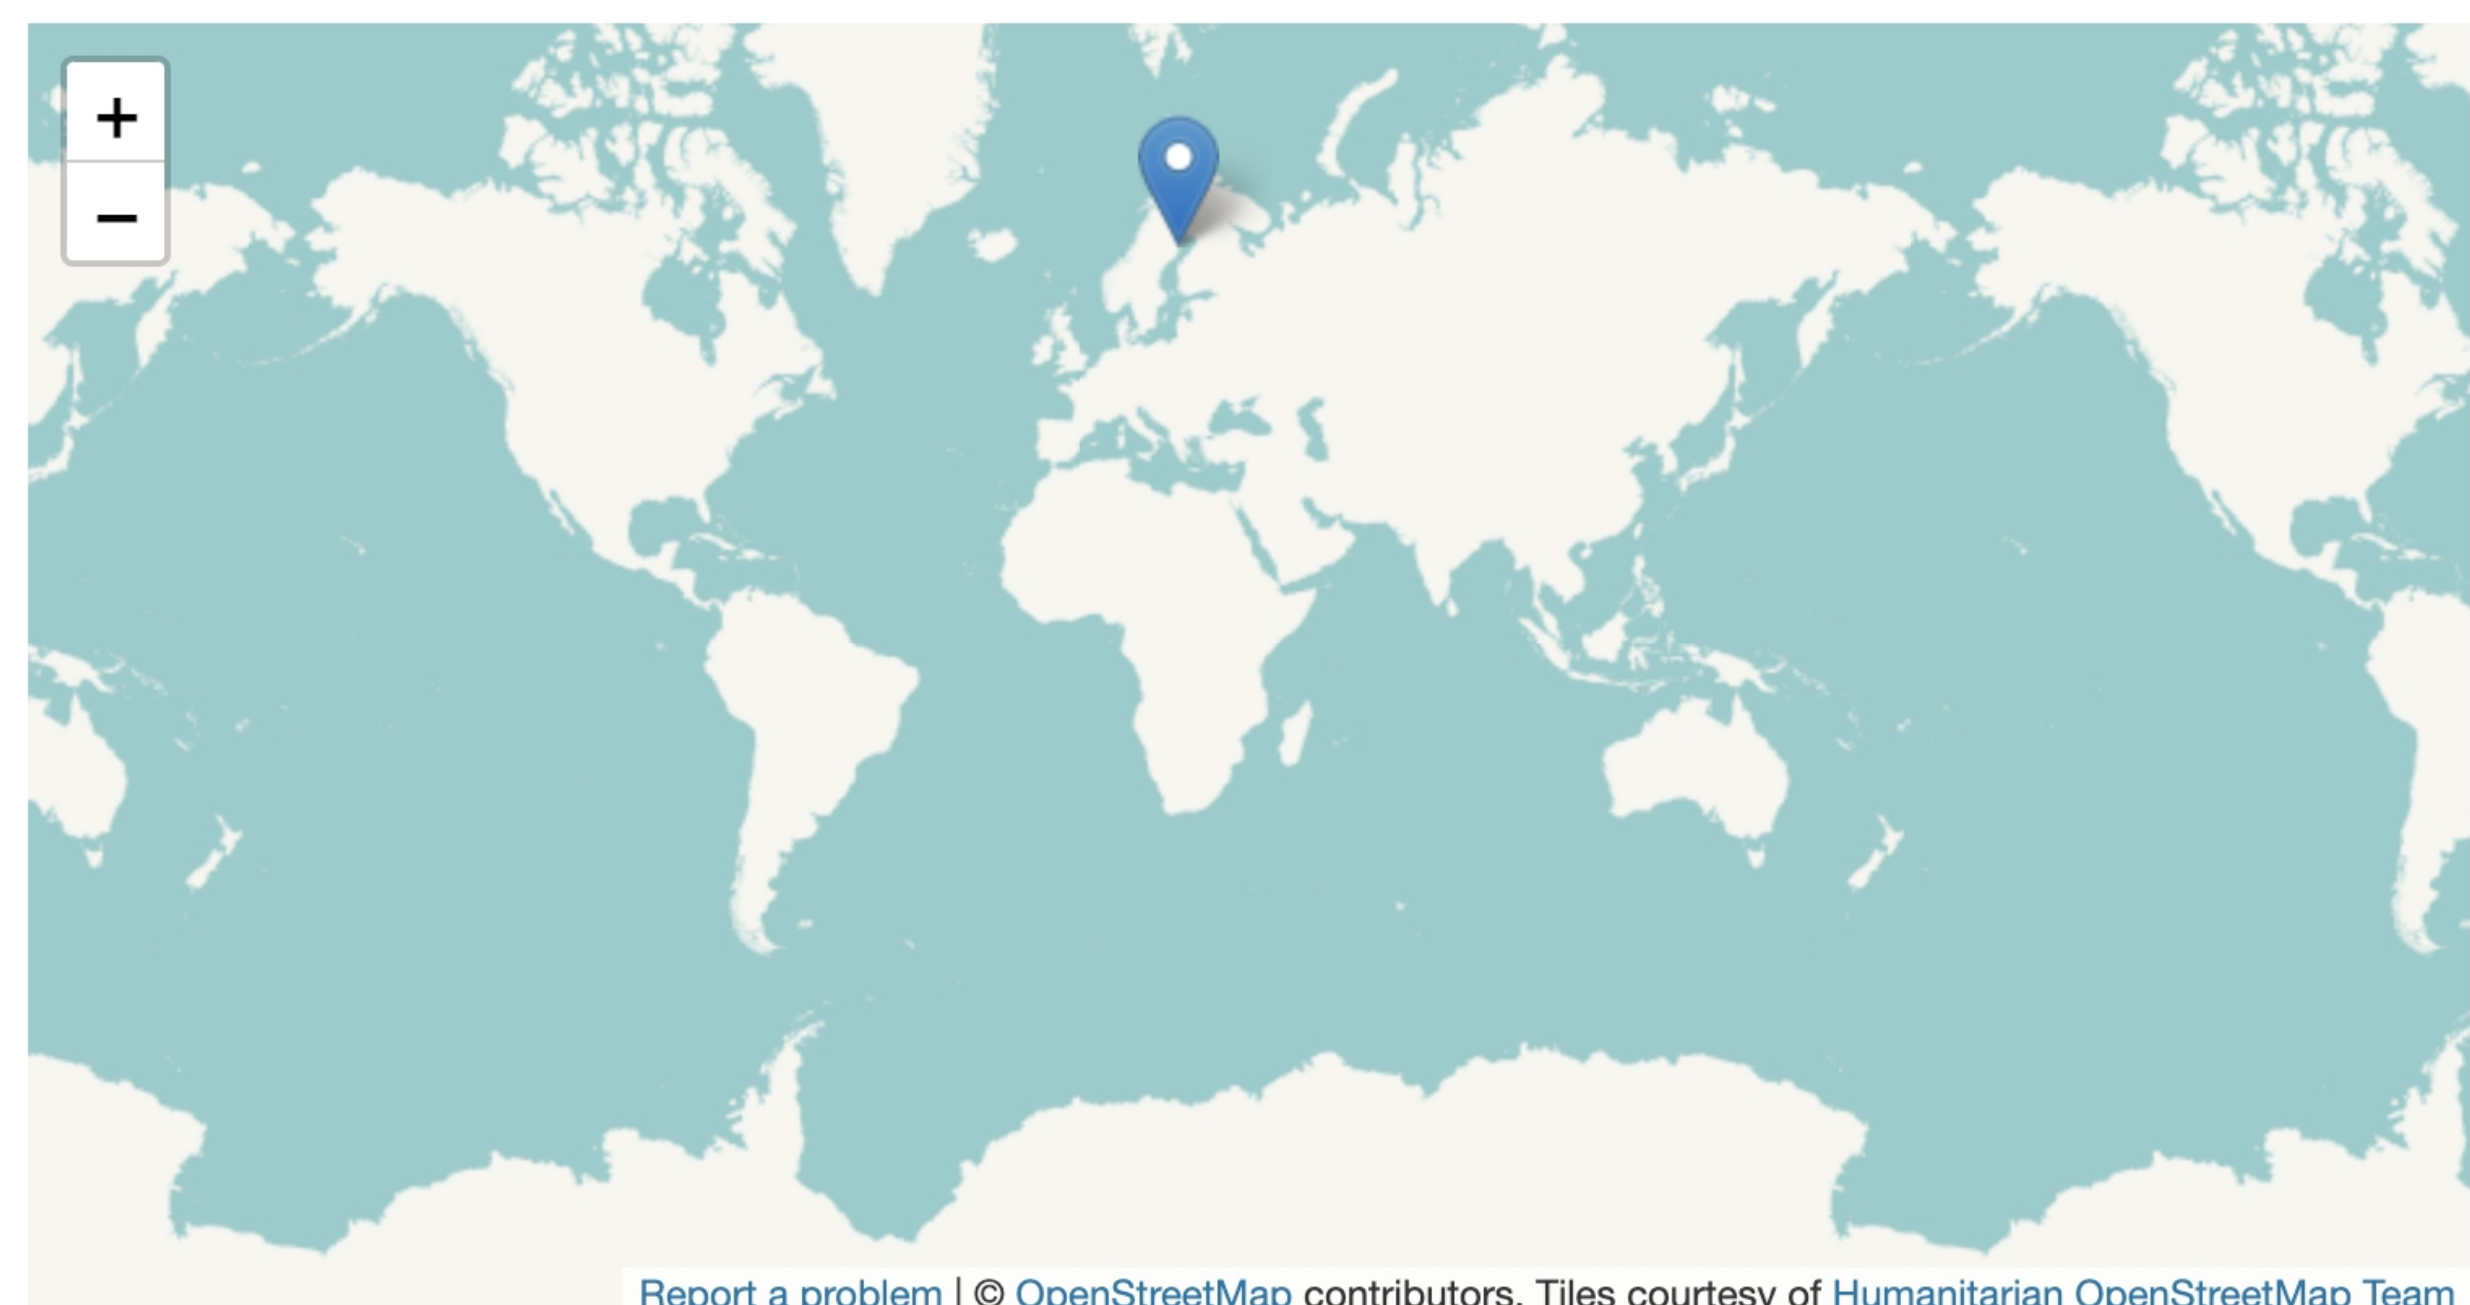 +
−
Report a problem | © OpenStreetMap contributors. Tiles courtesy of Humanitarian OpenStreetMap Team